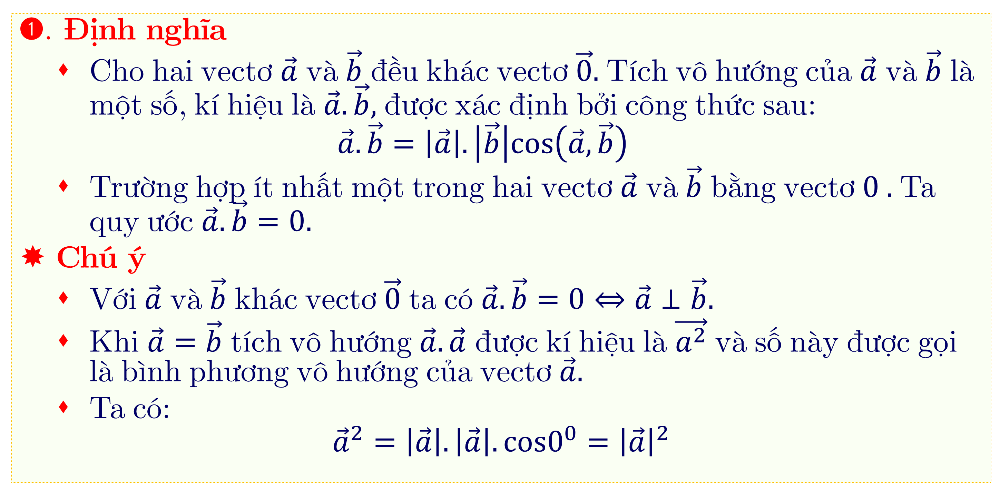 ❶. Định nghĩa
♦ Cho hai vectơ $\vec{a}$ và $\vec{b}$ đều khác vectơ $\vec{0}$. Tích vô hướng của $\vec{a}$ và $\vec{b}$ là
một số, kí hiệu là $\vec{a}.\vec{b}$, được xác định bởi công thức sau:
$\vec{a}.\vec{b} = |\vec{a}|.|\vec{b}|\cos(\vec{a}, \vec{b})$
♦ Trường hợp ít nhất một trong hai vectơ $\vec{a}$ và $\vec{b}$ bằng vectơ 0 . Ta
quy ước $\vec{a}.\vec{b} = 0$.
✸ Chú ý
♦ Với $\vec{a}$ và $\vec{b}$ khác vectơ $\vec{0}$ ta có $\vec{a}.\vec{b} = 0 \Leftrightarrow \vec{a} \perp \vec{b}$.
♦ Khi $\vec{a} = \vec{b}$ tích vô hướng $\vec{a}.\vec{a}$ được kí hiệu là $\overrightarrow{a^2}$ và số này được gọi
là bình phương vô hướng của vectơ $\vec{a}$.
♦ Ta có:
$\vec{a}^2 = |\vec{a}|.|\vec{a}|.\cos 0^0 = |\vec{a}|^2$